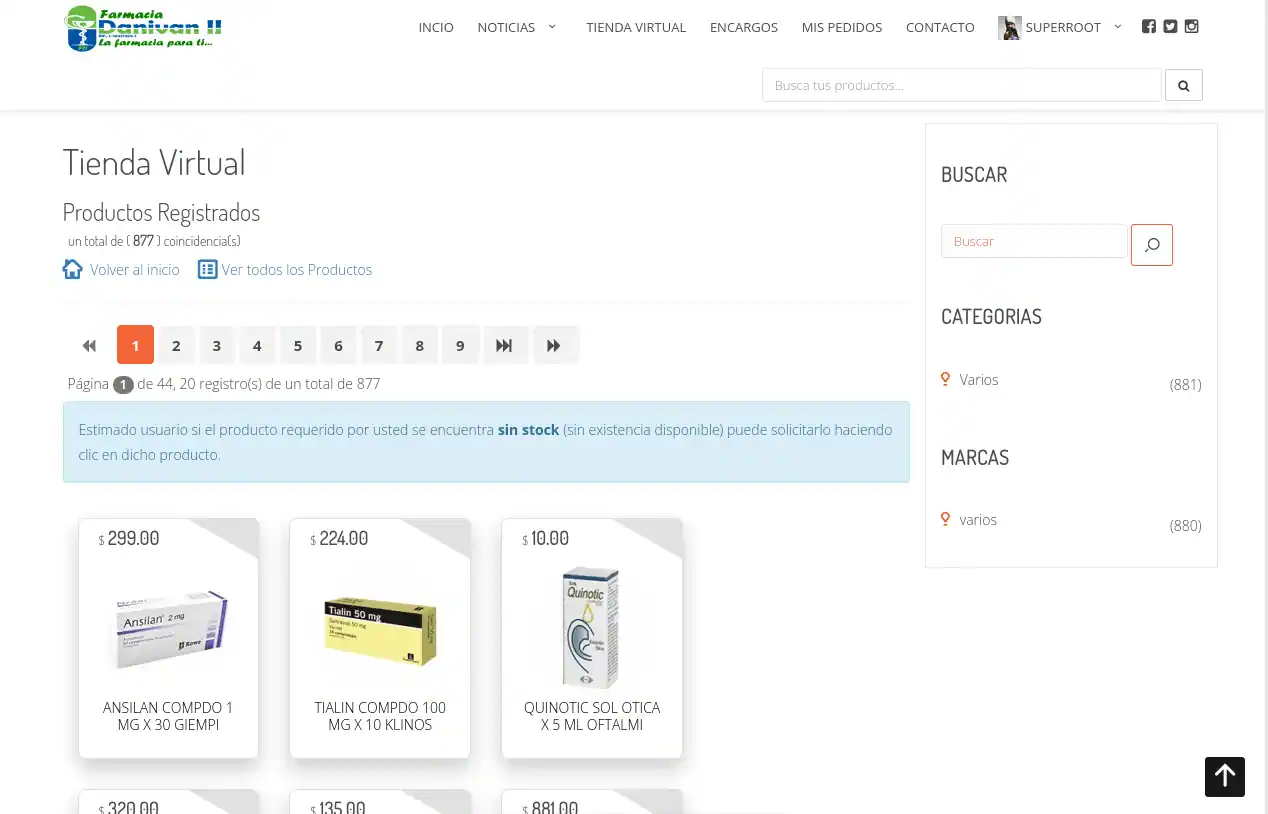 Farmacia
Danivan II
La farmacia para ti...
INCIO NOTICIAS TIENDA VIRTUAL ENCARGOS MIS PEDIDOS CONTACTO SUPERROOT
Busca tus productos...
Tienda Virtual
Productos Registrados
un total de ( 877 ) coincidencia(s)
Volver al inicio Ver todos los Productos
1 2 3 4 5 6 7 8 9
Página 1 de 44, 20 registro(s) de un total de 877
Estimado usuario si el producto requerido por usted se encuentra sin stock (sin existencia disponible) puede solicitarlo haciendo
clic en dicho producto.
$ 299.00
Ansilan 2 mg
Rowe
ANSILAN COMPDO 1
MG X 30 GIEMPI
$ 224.00
Tialin 50 mg
TIALIN COMPDO 100
MG X 10 KLINOS
$ 10.00
Quinotic
QUINOTIC SOL OTICA
X 5 ML OFTALMI
$ 320.00
$ 135.00
$ 881.00
BUSCAR
Buscar
CATEGORIAS
Varios (881)
MARCAS
varios (880)